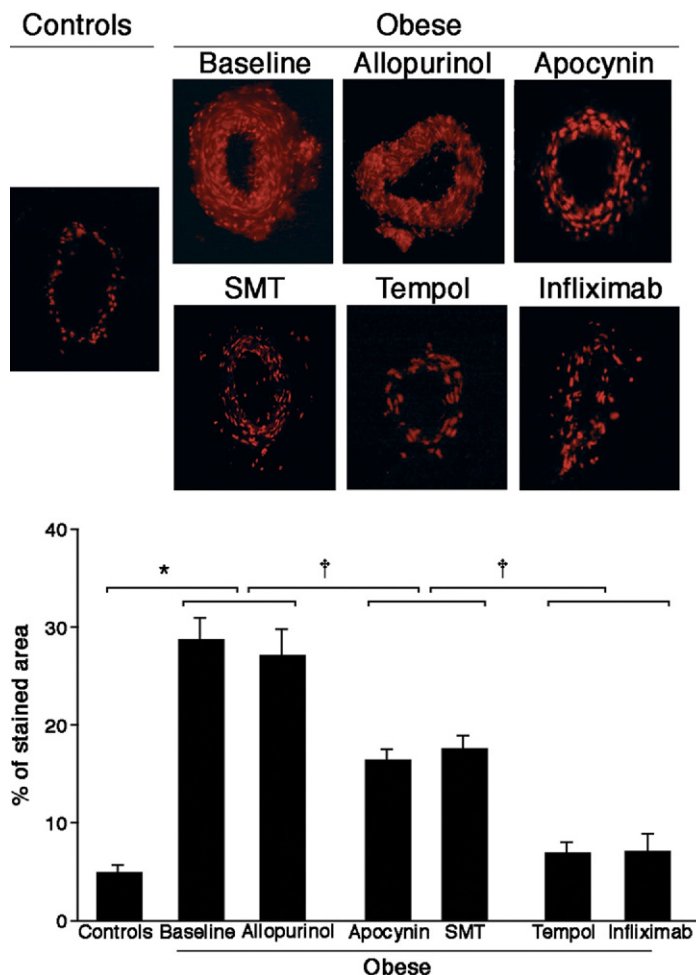 Controls
Obese
Baseline
Allopurinol
Apocynin
SMT
Tempol
Infliximab
40
30
20
10
0
% of stained area
*
†
†
Controls
Baseline
Allopurinol
Apocynin
SMT
Tempol
Infliximab
Obese